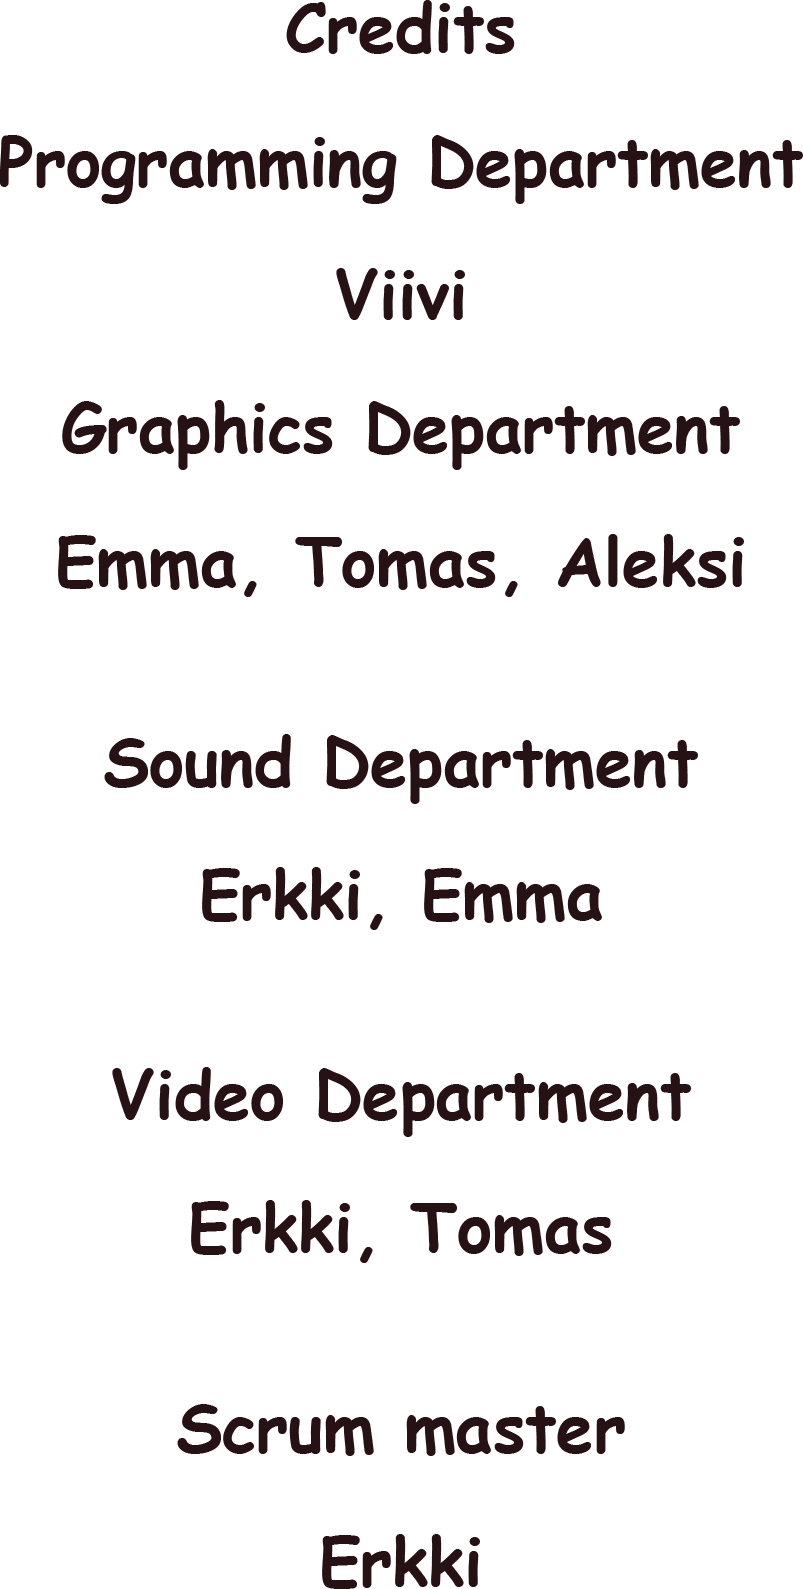 Credits
Programming Department
Viivi
Graphics Department
Emma, Tomas, Aleksi
Sound Department
Erkki, Emma
Video Department
Erkki, Tomas
Scrum master
Erkki